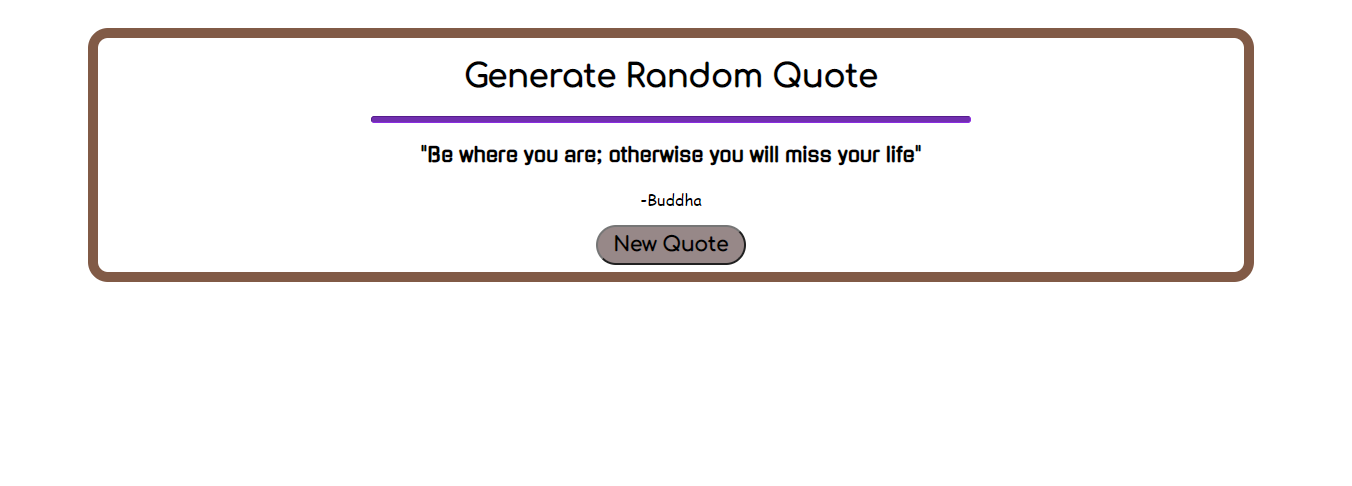 Generate Random Quote
"Be where you are; otherwise you will miss your life"
-Buddha
New Quote